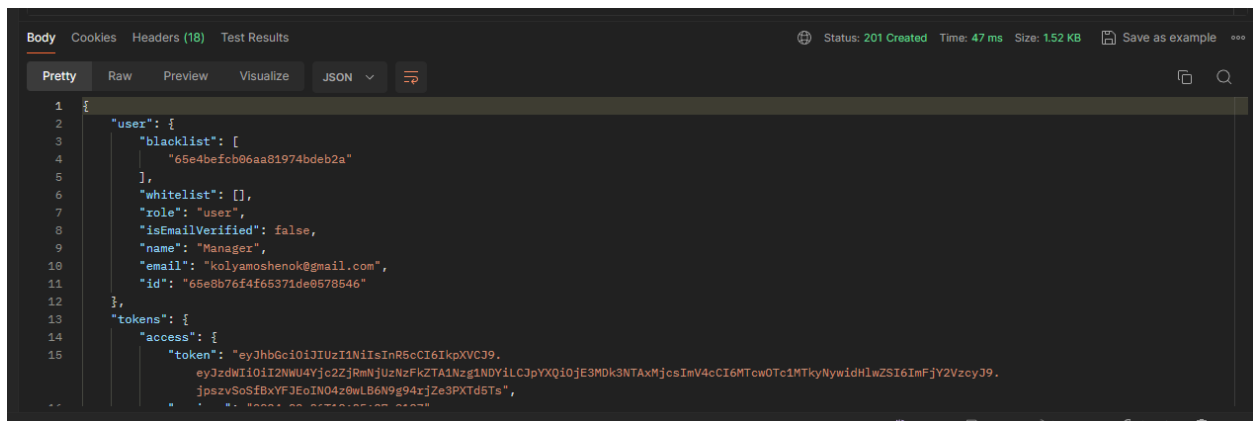 Body Cookies Headers (18) Test Results Status: 201 Created Time: 47 ms Size: 1.52 KB Save as example
Pretty Raw Preview Visualize JSON
1 {
2 "user": {
3 "blacklist": [
4 "65e4befcb06aa81974bdeb2a"
5 ],
6 "whitelist": [],
7 "role": "user",
8 "isEmailVerified": false,
9 "name": "Manager",
10 "email": "kolyamoshenok@gmail.com",
11 "id": "65e8b76f4f65371de0578546"
12 },
13 "tokens": {
14 "access": {
15 "token": "eyJhbGciOiJIUzI1NiIsInR5cCI6IkpXVCJ9.
eyJzdWIiOiI2NWU4Yjc2ZjRmNjUzNzFkZTA1Nzg1NDYiLCJpYXQiOjE3MDk3NTAxMjcsImV4cCI6MTcwOTc1MTkyNywidHlwZSI6ImFjY2VzcyJ9.
jpszvSoSfBxYFJEoINO4z0wLB6N9g94rjZe3PXTd5Ts",